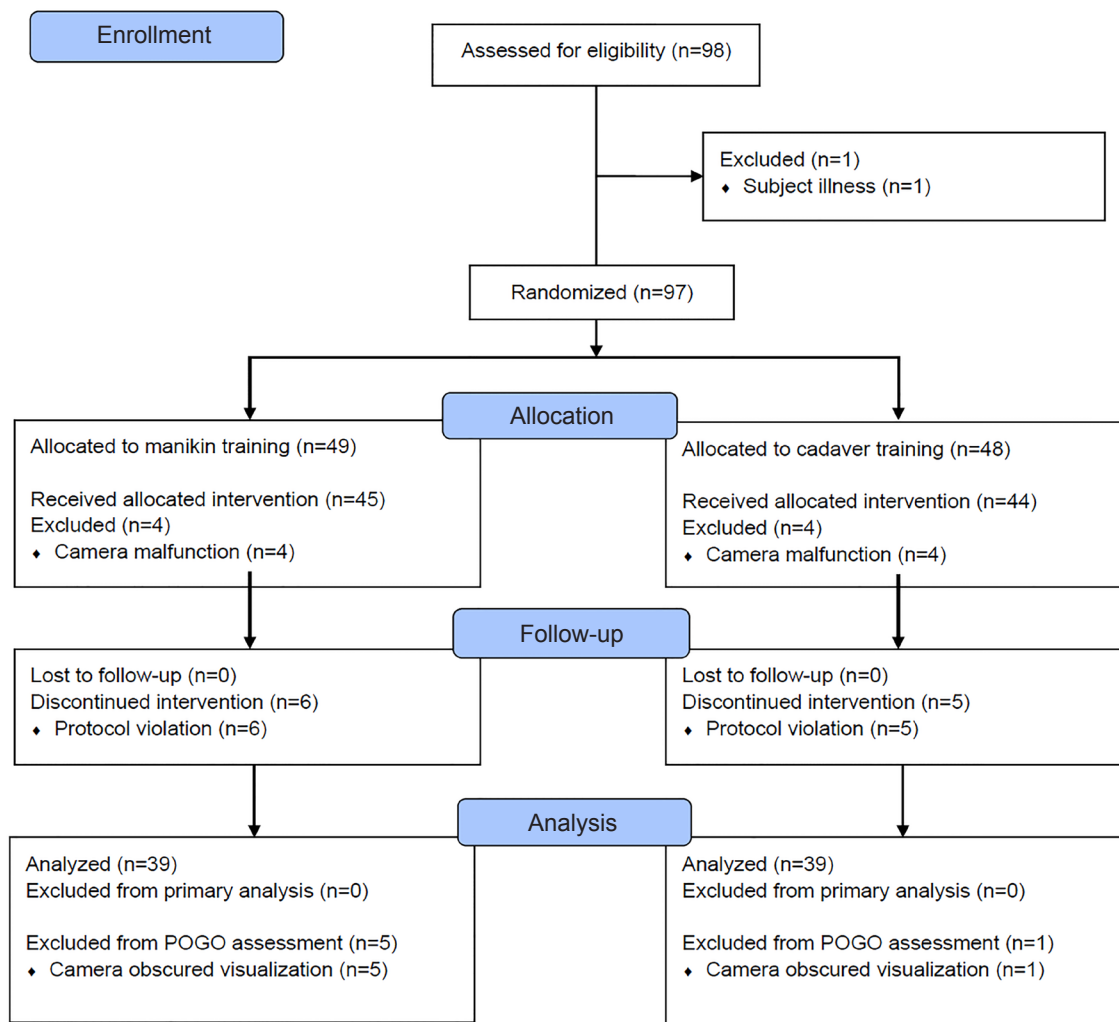 Enrollment
Assessed for eligibility (n=98)
Excluded (n=1)
♦ Subject illness (n=1)
Randomized (n=97)
Allocation
Allocated to manikin training (n=49)
Received allocated intervention (n=45)
Excluded (n=4)
♦ Camera malfunction (n=4)
Allocated to cadaver training (n=48)
Received allocated intervention (n=44)
Excluded (n=4)
♦ Camera malfunction (n=4)
Follow-up
Lost to follow-up (n=0)
Discontinued intervention (n=6)
♦ Protocol violation (n=6)
Lost to follow-up (n=0)
Discontinued intervention (n=5)
♦ Protocol violation (n=5)
Analysis
Analyzed (n=39)
Excluded from primary analysis (n=0)
Excluded from POGO assessment (n=5)
♦ Camera obscured visualization (n=5)
Analyzed (n=39)
Excluded from primary analysis (n=0)
Excluded from POGO assessment (n=1)
♦ Camera obscured visualization (n=1)